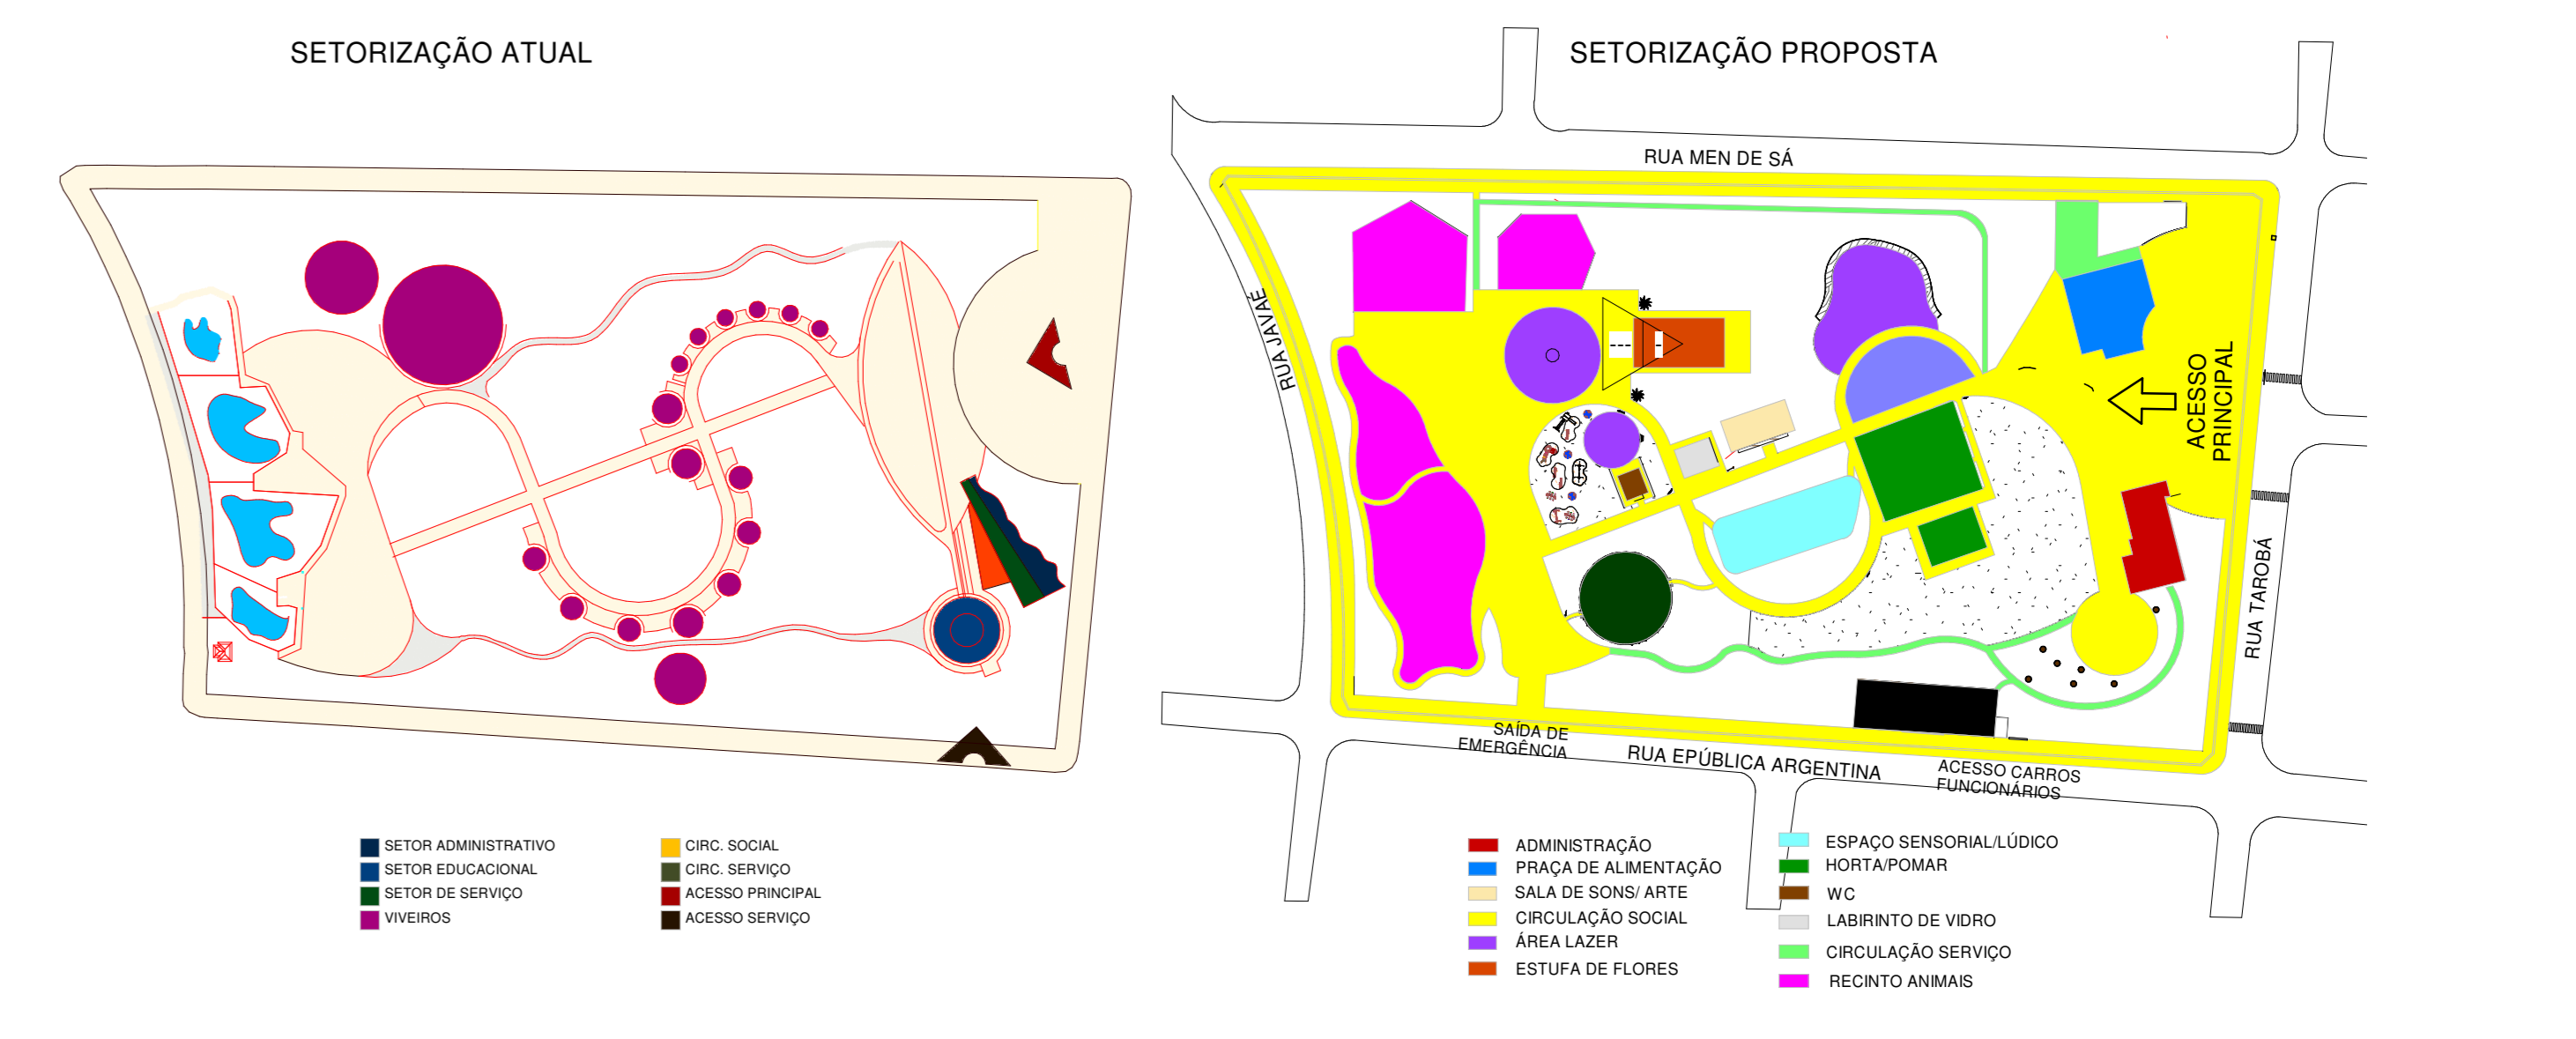 SETORIZAÇÃO ATUAL
SETOR ADMINISTRATIVO
SETOR EDUCACIONAL
SETOR DE SERVIÇO
VIVEIROS
CIRC. SOCIAL
CIRC. SERVIÇO
ACESSO PRINCIPAL
ACESSO SERVIÇO
SETORIZAÇÃO PROPOSTA
RUA MEN DE SÁ
RUA JAVAÉ
ACESSO
PRINCIPAL
RUA TAROBÁ
SAÍDA DE
EMERGÊNCIA
RUA EPÚBLICA ARGENTINA
ACESSO CARROS
FUNCIONÁRIOS
ADMINISTRAÇÃO
PRAÇA DE ALIMENTAÇÃO
SALA DE SONS/ ARTE
CIRCULAÇÃO SOCIAL
ÁREA LAZER
ESTUFA DE FLORES
ESPAÇO SENSORIAL/LÚDICO
HORTA/POMAR
WC
LABIRINTO DE VIDRO
CIRCULAÇÃO SERVIÇO
RECINTO ANIMAIS